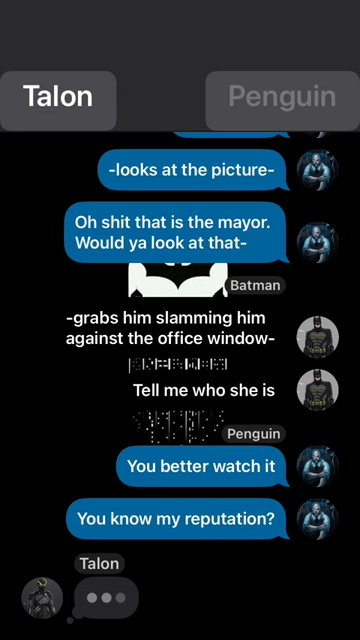 Talon
Penguin
-looks at the picture-
Oh shit that is the mayor.
Would ya look at that-
Batman
-grabs him slamming him
against the office window-
Tell me who she is
Penguin
You better watch it
You know my reputation?
Talon